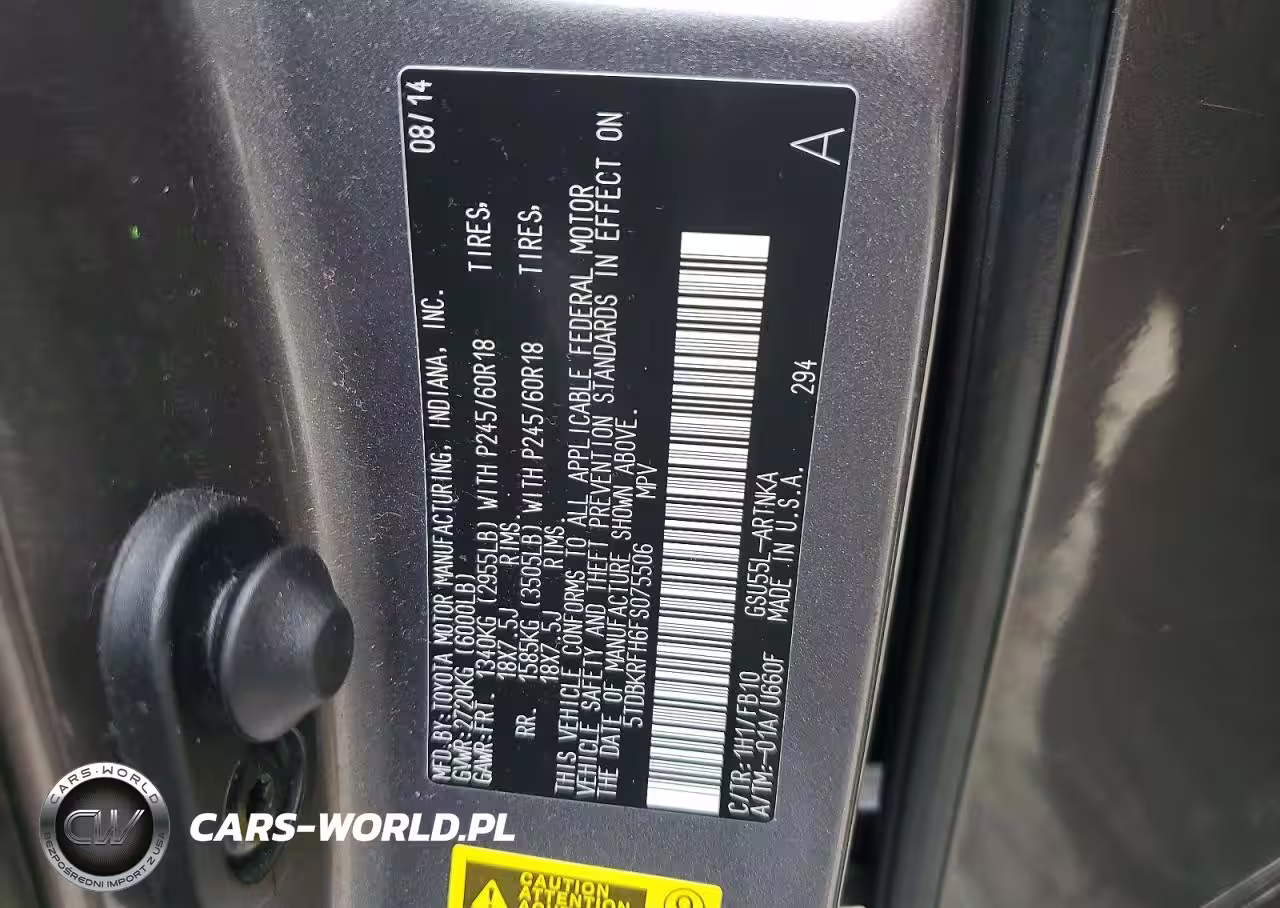 MFD.BY:TOYOTA MOTOR MANUFACTURING, INDIANA, INC. 08/14
GVWR:2720KG (6000LB)
GAWR:FRT. 1340KG (2955LB) WITH P245/60R18 TIRES,
18X7.5J RIMS.
RR. 1585KG (3505LB) WITH P245/60R18 TIRES,
18X7.5J RIMS.
THIS VEHICLE CONFORMS TO ALL APPLICABLE FEDERAL MOTOR
VEHICLE SAFETY AND THEFT PREVENTION STANDARDS IN EFFECT ON
THE DATE OF MANUFACTURE SHOWN ABOVE.
5TDBKRFH6FS075506 MPV
C/TR:1H1/FB10 GSU55L-ARTNKA
A/TM:-01A/U660F MADE IN U.S.A. 294
A
CAUTION
ATTENTION
CARS-WORLD
CW
BEZPOŚREDNI IMPORT Z USA
CARS-WORLD.PL